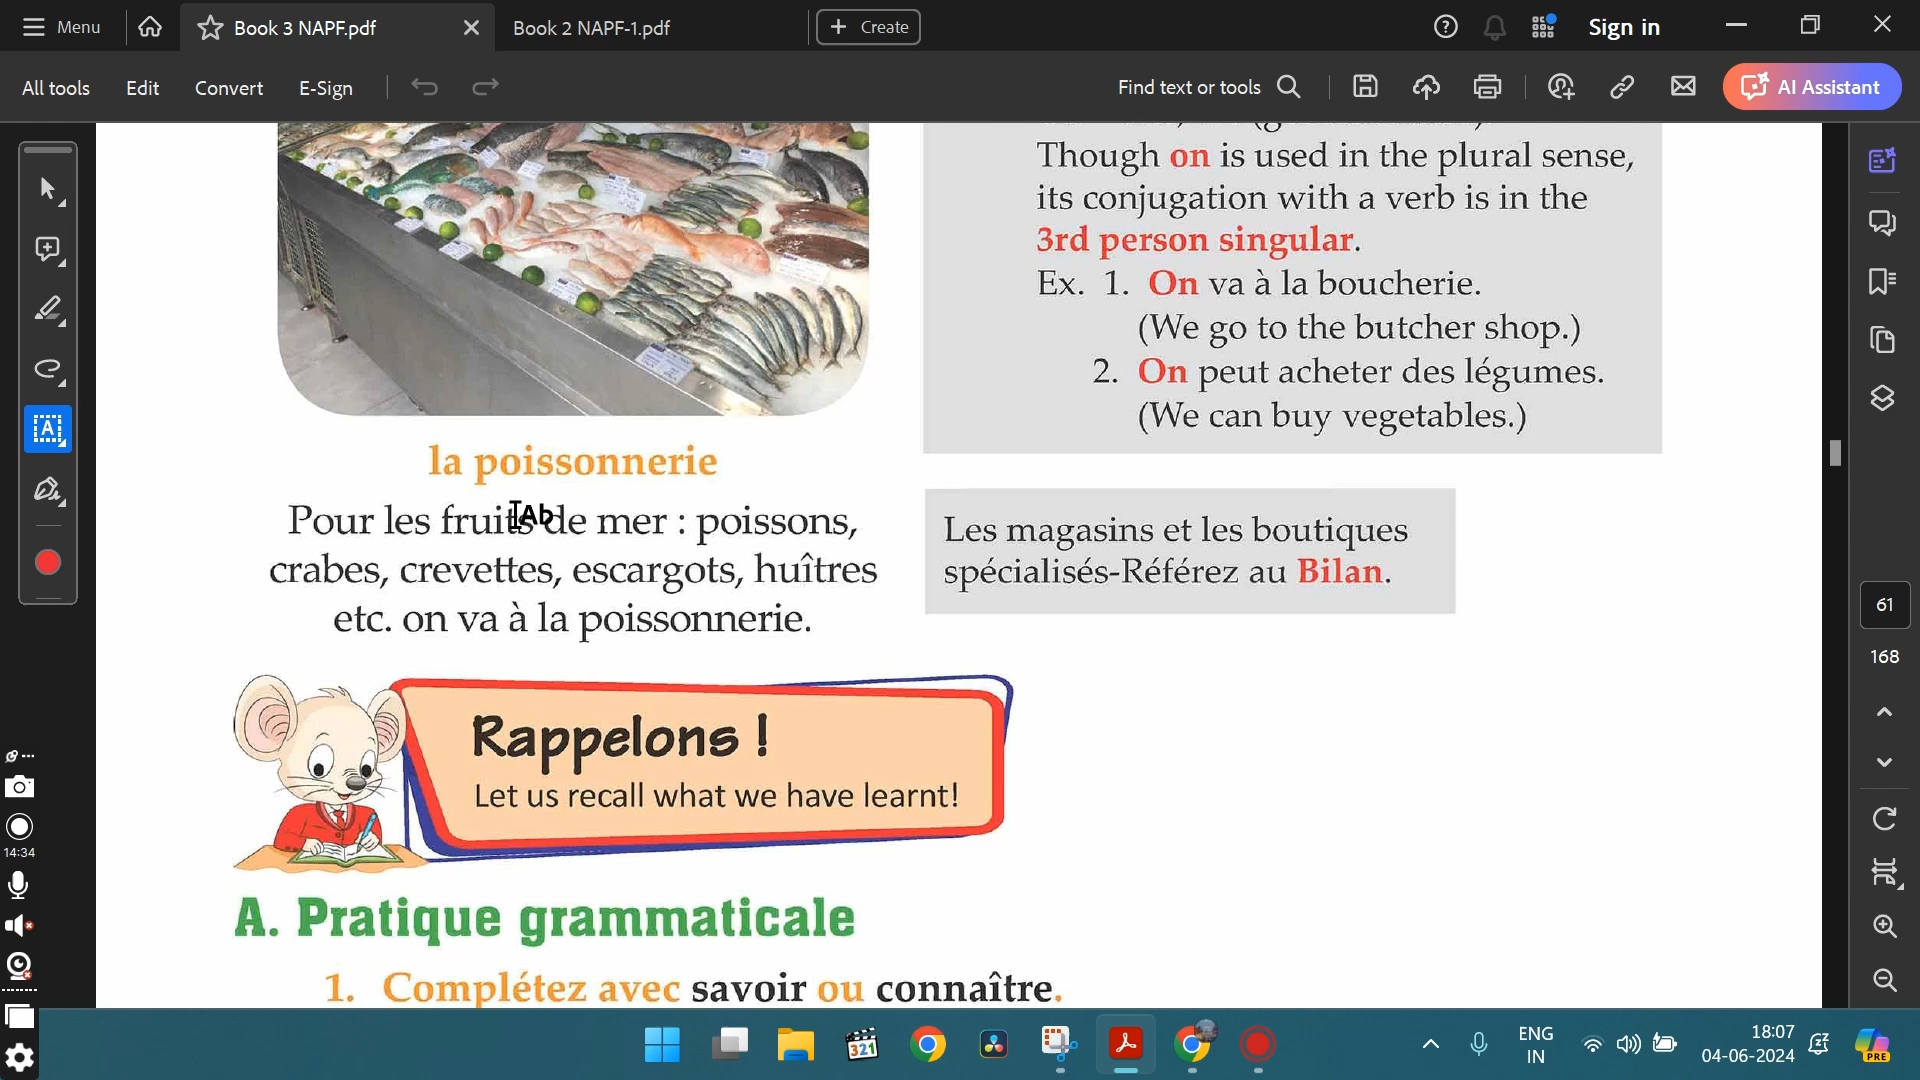 Menu
Book 3 NAPF.pdf
Book 2 NAPF-1.pdf
Create
Sign in
All tools
Edit
Convert
E-Sign
Find text or tools
AI Assistant
la poissonnerie
Pour les fruits de mer : poissons,
crabes, crevettes, escargots, huîtres
etc. on va à la poissonnerie.
Though on is used in the plural sense,
its conjugation with a verb is in the
3rd person singular.
Ex. 1. On va à la boucherie.
(We go to the butcher shop.)
2. On peut acheter des légumes.
(We can buy vegetables.)
Les magasins et les boutiques
spécialisés-Référez au Bilan.
Rappelons !
Let us recall what we have learnt!
A. Pratique grammaticale
1. Complétez avec savoir ou connaître.
Ab
A
61
168
14:34
321
ENG
IN
18:07
04-06-2024
PRE